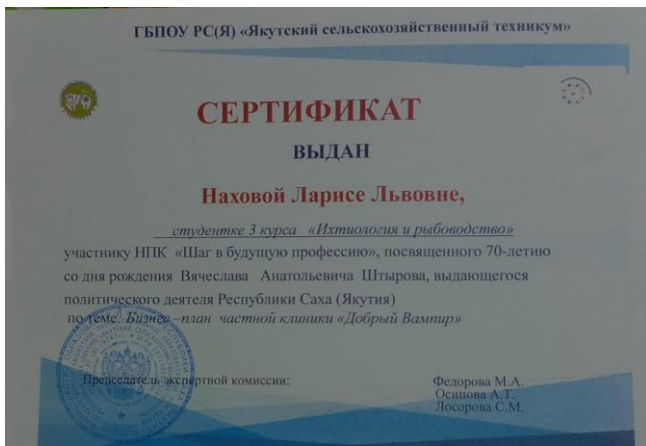 ГБПОУ РС(Я) «Якутский сельскохозяйственный техникум»
СЕРТИФИКАТ
ВЫДАН
Наховой Ларисе Львовне,
студентке 3 курса «Ихтиология и рыбоводство»
участнику НПК «Шаг в будущую профессию», посвященного 70-летию
со дня рождения Вячеслава Анатольевича Штырова, выдающегося
политического деятеля Республики Саха (Якутия)
по теме: Бизнес –план частной клиники «Добрый Вампир»
Председатель экспертной комиссии:
Федорова М.А.
Осипова А.Т.
Лосорова С.М.